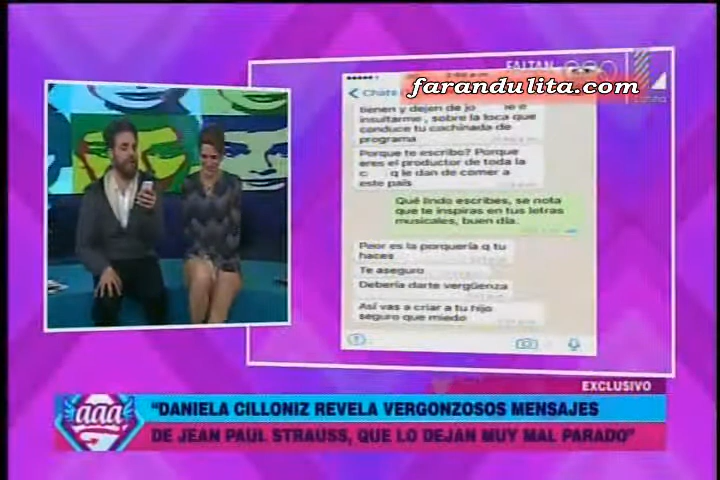 FALTAN
farandulita.com
Chats
tienen y dejen de jo e
insultarme, sobre la loca que
conduce tu cochinada de
programa
Porque te escribo? Porque
eres el productor de toda la
c q le dan de comer a
este país
Qué lindo escribes, se nota
que te inspiras en tus letras
musicales, buen día.
Peor es la porquería q tu
haces
Te aseguro
Debería darte vergüenza
Así vas a criar a tu hijo
seguro que miedo
EXCLUSIVO
aaa
"DANIELA CILLONIZ REVELA VERGONZOSOS MENSAJES
DE JEAN PAUL STRAUSS, QUE LO DEJAN MUY MAL PARADO"